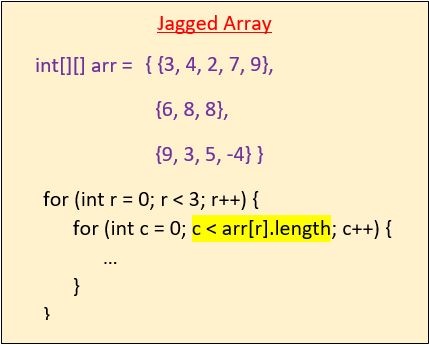 Jagged Array
int[][] arr = { {3, 4, 2, 7, 9},
{6, 8, 8},
{9, 3, 5, -4} }
for (int r = 0; r < 3; r++) {
for (int c = 0; c < arr[r].length; c++) {
...
}
}